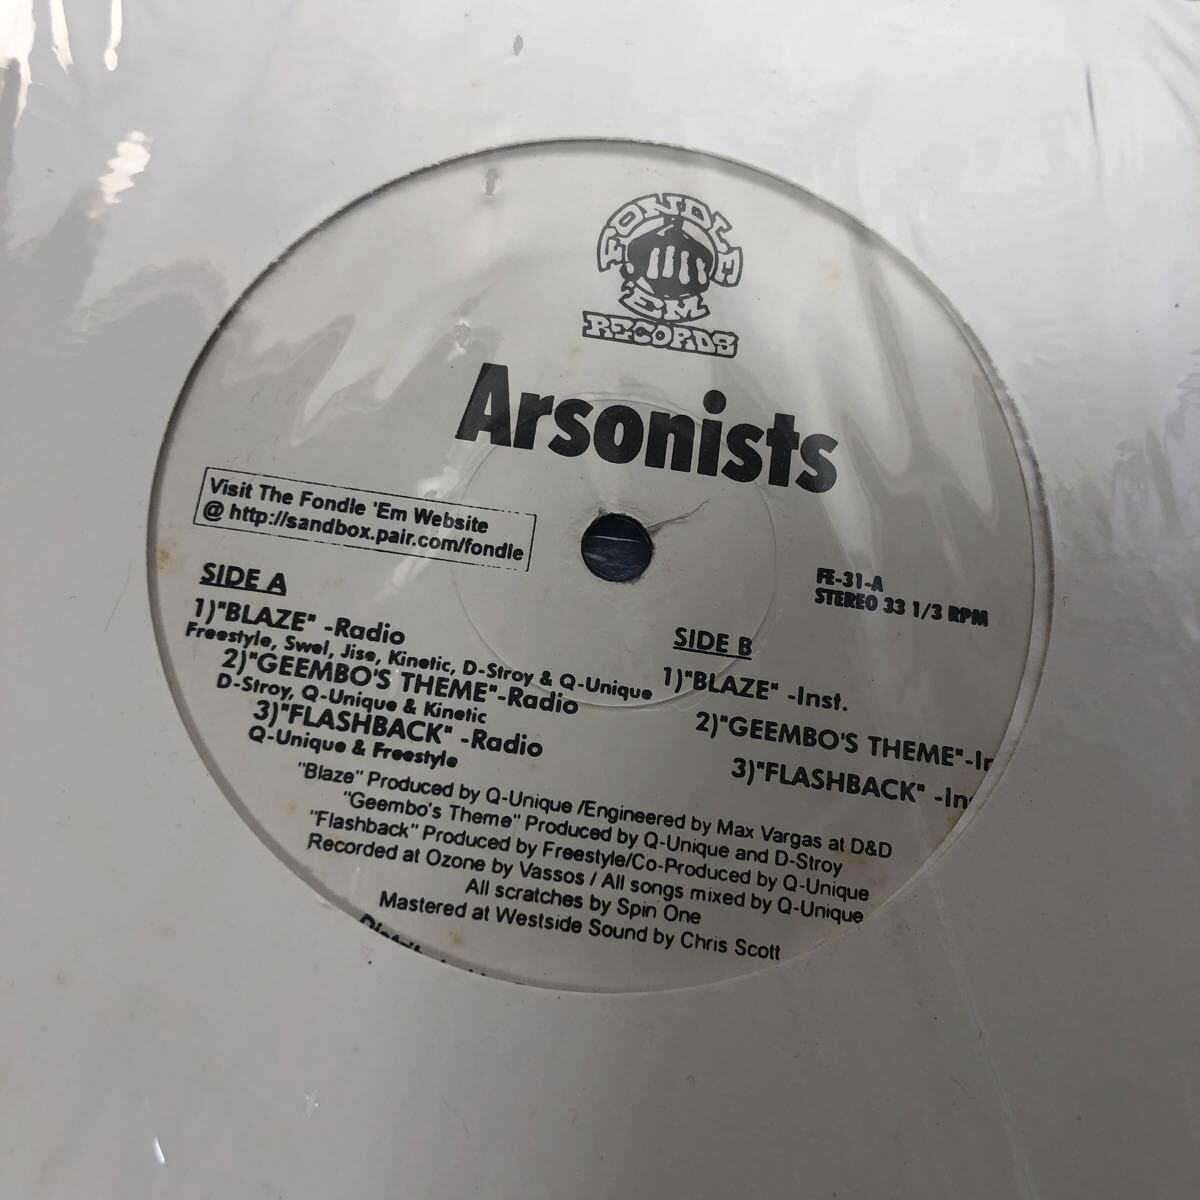 FONDLE
'EM
RECORDS
Arsonists
Visit The Fondle 'Em Website
@ http://sandbox.pair.com/fondle
FE-31-A
STEREO 33 1/3 RPM
SIDE A
1)"BLAZE" -Radio
Freestyle, Swel, Jise, Kinetic, D-Stroy & Q-Unique
2)"GEEMBO'S THEME"-Radio
D-Stroy, Q-Unique & Kinetic
3)"FLASHBACK" -Radio
Q-Unique & Freestyle
SIDE B
1)"BLAZE" -Inst.
2)"GEEMBO'S THEME"-In
3)"FLASHBACK" -In
"Blaze" Produced by Q-Unique /Engineered by Max Vargas at D&D
"Geembo's Theme" Produced by Q-Unique and D-Stroy
"Flashback" Produced by Freestyle/Co-Produced by Q-Unique
Recorded at Ozone by Vassos / All songs mixed by Q-Unique
All scratches by Spin One
Mastered at Westside Sound by Chris Scott